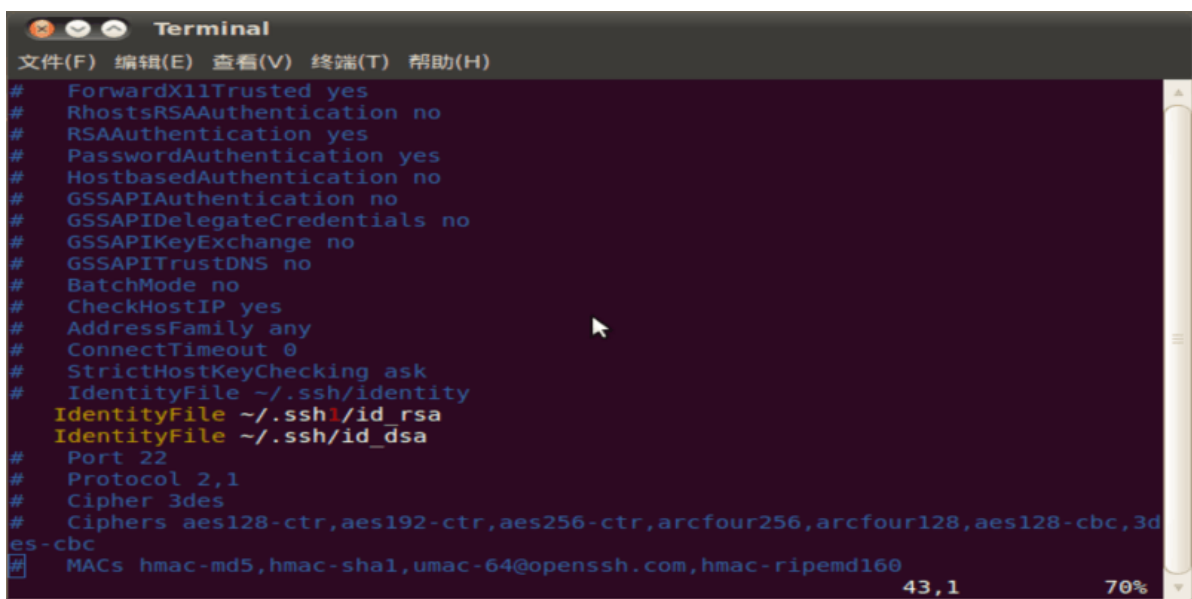 Terminal
文件(F) 编辑(E) 查看(V) 终端(T) 帮助(H)
#   ForwardX11Trusted yes
#   RhostsRSAAuthentication no
#   RSAAuthentication yes
#   PasswordAuthentication yes
#   HostbasedAuthentication no
#   GSSAPIAuthentication no
#   GSSAPIDelegateCredentials no
#   GSSAPIKeyExchange no
#   GSSAPITrustDNS no
#   BatchMode no
#   CheckHostIP yes
#   AddressFamily any
#   ConnectTimeout 0
#   StrictHostKeyChecking ask
#   IdentityFile ~/.ssh/identity
   IdentityFile ~/.ssh1/id_rsa
   IdentityFile ~/.ssh/id_dsa
#   Port 22
#   Protocol 2,1
#   Cipher 3des
#   Ciphers aes128-ctr,aes192-ctr,aes256-ctr,arcfour256,arcfour128,aes128-cbc,3d
es-cbc
#   MACs hmac-md5,hmac-sha1,umac-64@openssh.com,hmac-ripemd160
43,1 70%